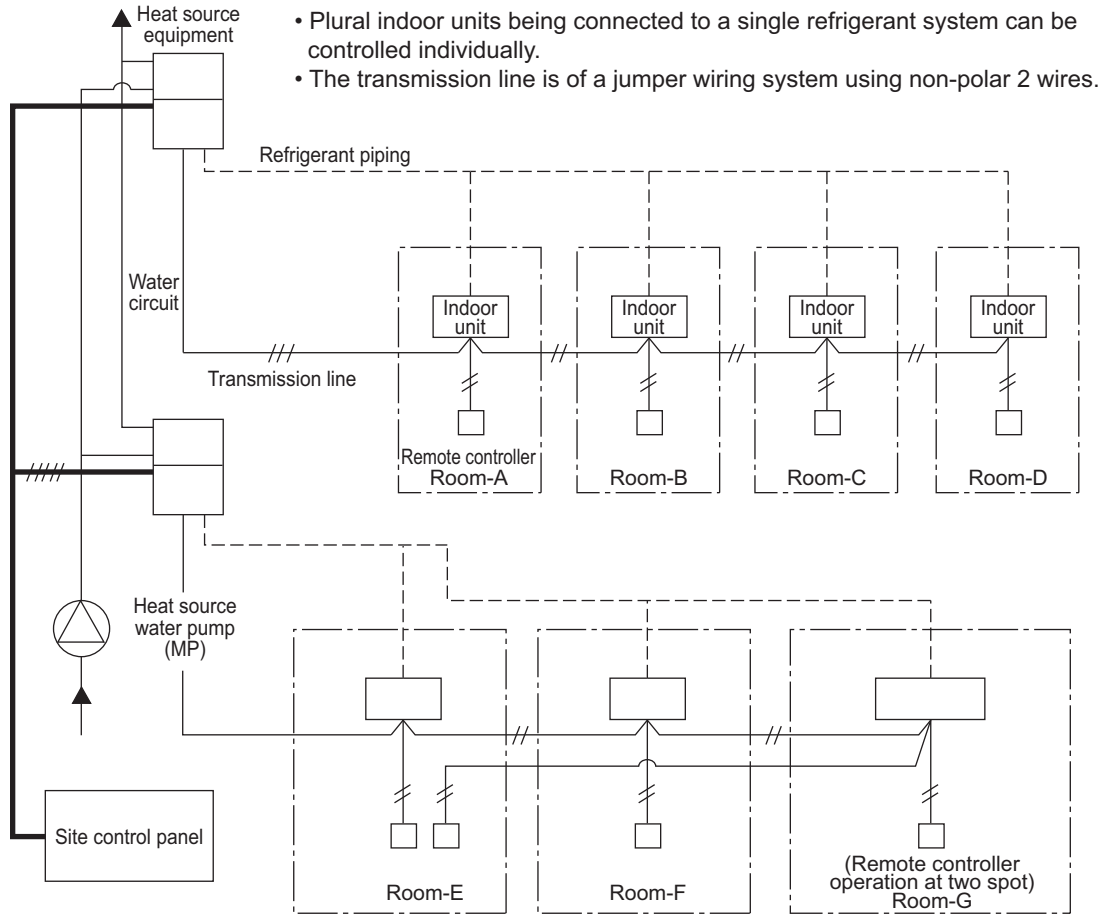 Heat source
equipment
• Plural indoor units being connected to a single refrigerant system can be
controlled individually.
• The transmission line is of a jumper wiring system using non-polar 2 wires.
Refrigerant piping
Water
circuit
Indoor
unit
Indoor
unit
Indoor
unit
Indoor
unit
Transmission line
Remote controller
Room-A
Room-B
Room-C
Room-D
Heat source
water pump
(MP)
Site control panel
Room-E
Room-F
(Remote controller
operation at two spot)
Room-G